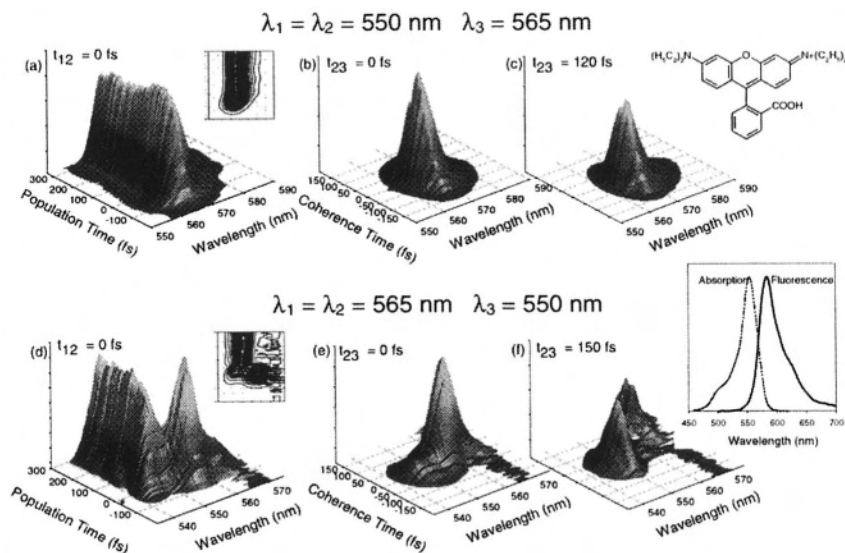 λ₁ = λ₂ = 550 nm   λ₃ = 565 nm
(a) t₁₂ = 0 fs
(b) t₂₃ = 0 fs
(c) t₂₃ = 120 fs
(H₅C₂)₂N
O
N+(C₂H₅)₂
COOH
300
200
100
0
-100
Population Time (fs)
550
560
570
580
590
Wavelength (nm)
150
100
50
0
-50
-100
-150
Coherence Time (fs)
550
560
570
580
590
Wavelength (nm)
550
560
570
580
590
Wavelength (nm)
λ₁ = λ₂ = 565 nm   λ₃ = 550 nm
(d) t₁₂ = 0 fs
(e) t₂₃ = 0 fs
(f) t₂₃ = 150 fs
300
200
100
0
-100
Population Time (fs)
540
550
560
570
Wavelength (nm)
150
100
50
0
-50
-100
-150
Coherence Time (fs)
540
550
560
570
Wavelength (nm)
540
550
560
570
Wavelength (nm)
Absorption
Fluorescence
450
500
550
600
650
700
Wavelength (nm)